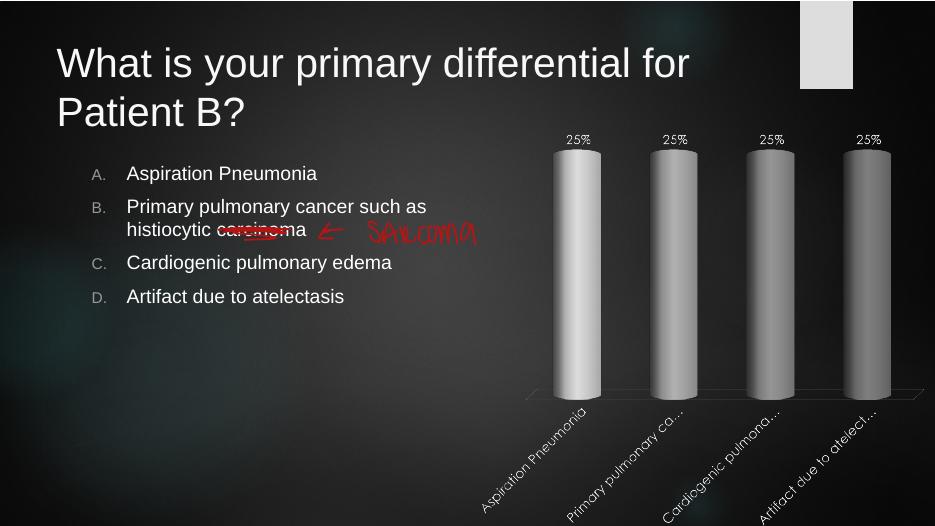 What is your primary differential for
Patient B?
A. Aspiration Pneumonia
B. Primary pulmonary cancer such as
histiocytic carcinoma ← SARcoma
C. Cardiogenic pulmonary edema
D. Artifact due to atelectasis
25% 25% 25% 25%
Aspiration Pneumonia
Primary pulmonary ca...
Cardiogenic pulmona...
Artifact due to atelect...